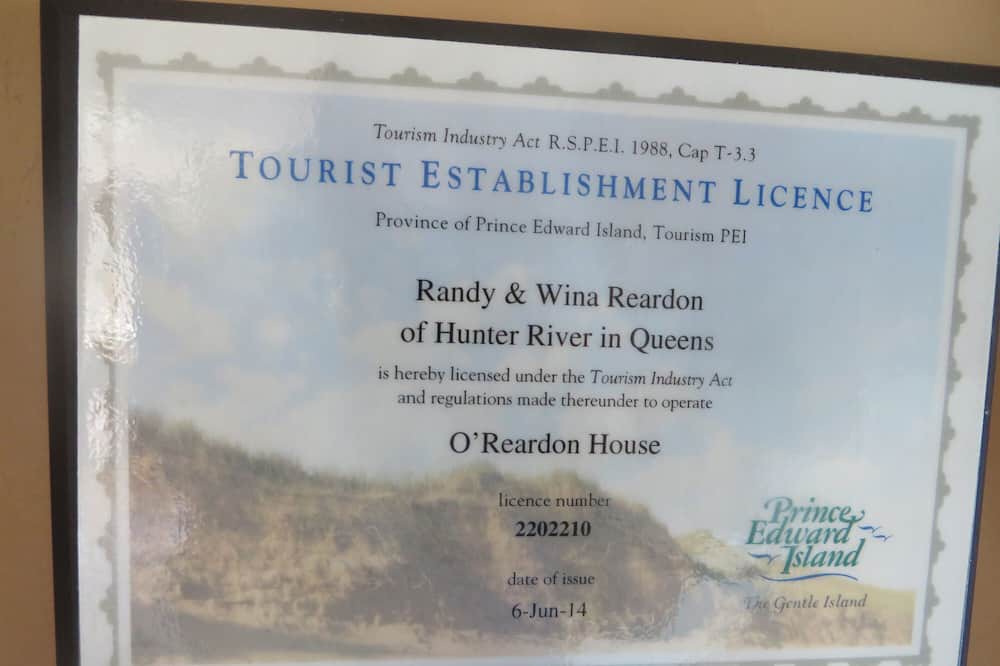 Tourism Industry Act R.S.P.E.I. 1988, Cap T-3.3
TOURIST ESTABLISHMENT LICENCE
Province of Prince Edward Island, Tourism PEI
Randy & Wina Reardon
of Hunter River in Queens
is hereby licensed under the Tourism Industry Act
and regulations made thereunder to operate
O'Reardon House
licence number
2202210
date of issue
6-Jun-14
Prince
Edward
Island
The Gentle Island